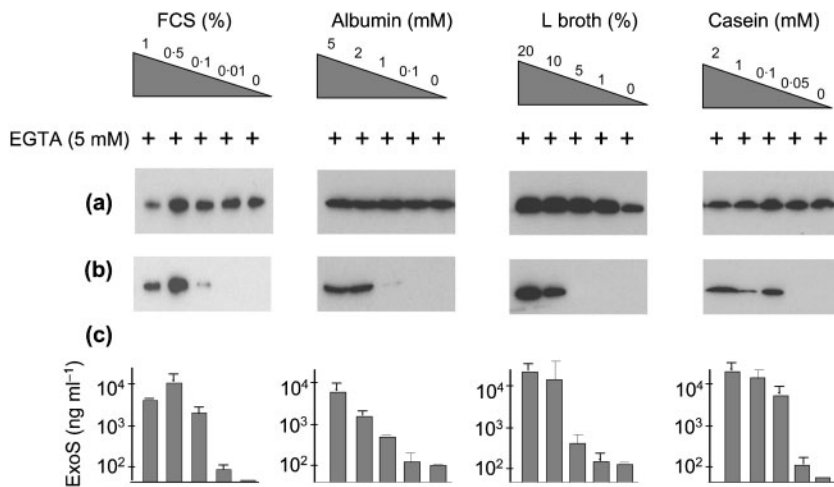 FCS (%) Albumin (mM) L broth (%) Casein (mM)
1 0·5 0·1 0·01 0 5 2 1 0·1 0 20 10 5 1 0 2 1 0·1 0·05 0
EGTA (5 mM) + + + + + + + + + + + + + + + + + + + +
(a)
(b)
(c)
ExoS (ng ml⁻¹)
10⁴ 10⁴ 10⁴ 10⁴
10³ 10³ 10³ 10³
10² 10² 10² 10²